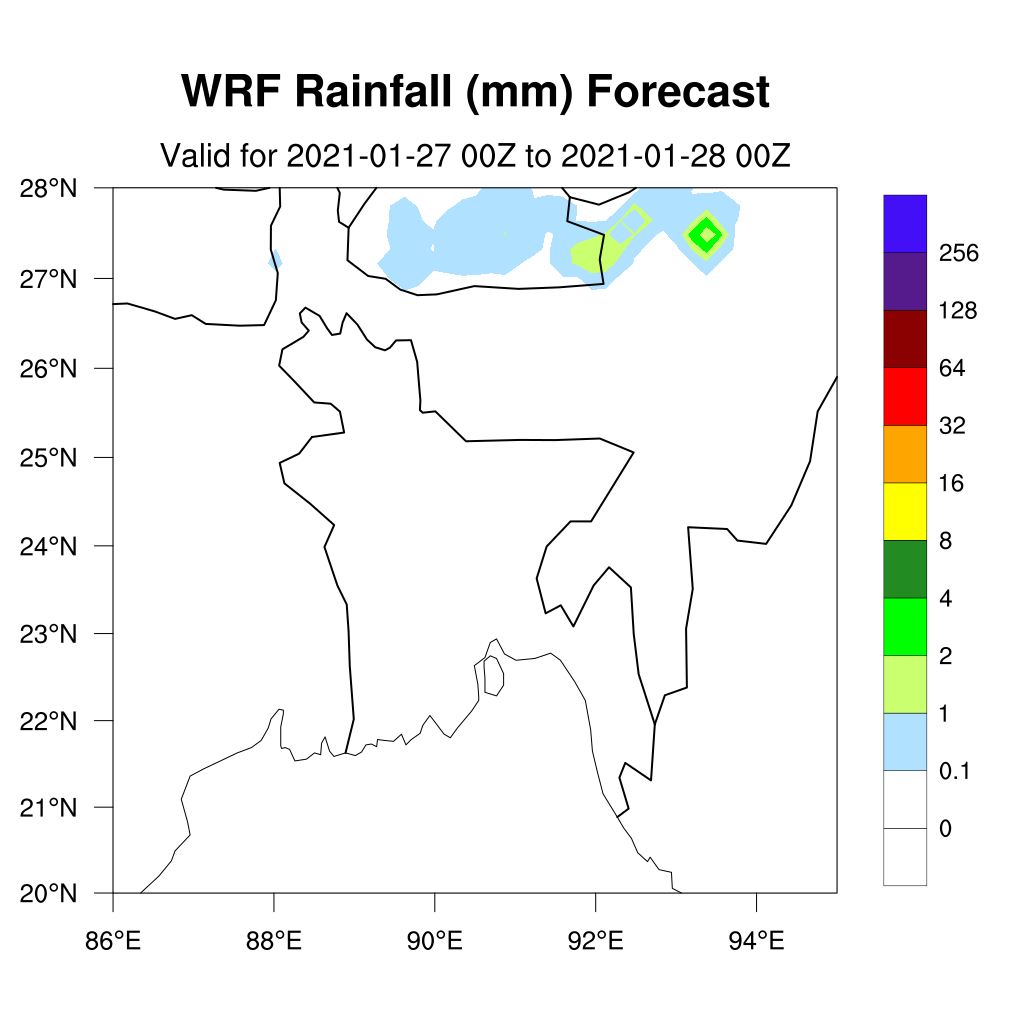 WRF Rainfall (mm) Forecast
Valid for 2021-01-27 00Z to 2021-01-28 00Z
28°N
27°N
26°N
25°N
24°N
23°N
22°N
21°N
20°N
86°E
88°E
90°E
92°E
94°E
256
128
64
32
16
8
4
2
1
0.1
0